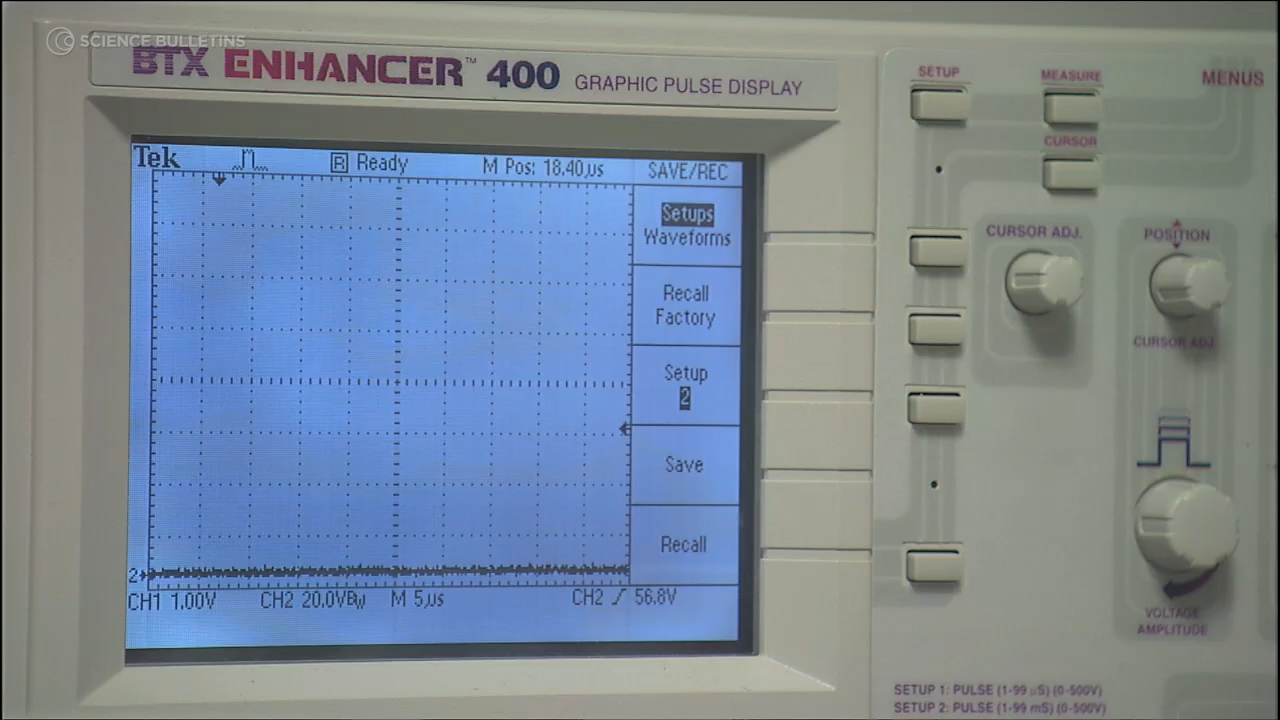 SCIENCE BULLETINS
BTX ENHANCER™ 400 GRAPHIC PULSE DISPLAY
Tek R Ready M Pos: 18.40µs SAVE/REC
Setups
Waveforms
Recall
Factory
Setup
2
Save
Recall
2
CH1 1.00V CH2 20.0VBW M 5µs CH2 56.8V
SETUP
MEASURE
MENUS
CURSOR
CURSOR ADJ.
POSITION
CURSOR ADJ.
VOLTAGE
AMPLITUDE
SETUP 1: PULSE (1-99 µS) (0-500V)
SETUP 2: PULSE (1-99 mS) (0-500V)